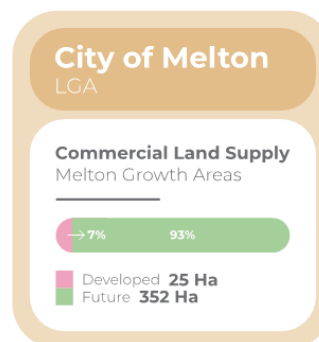 City of Melton
LGA
Commercial Land Supply
Melton Growth Areas
7% 93%
Developed 25 Ha
Future 352 Ha